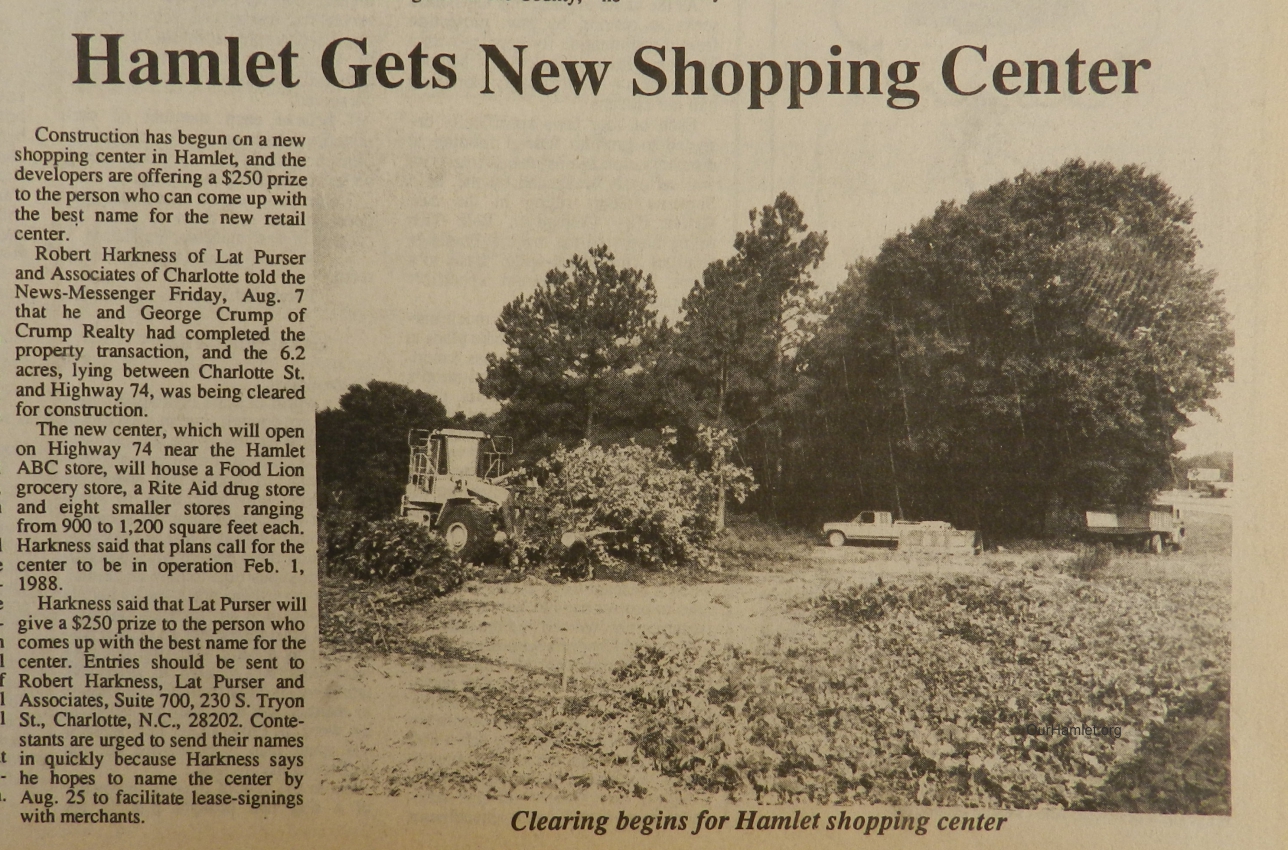 Hamlet Gets New Shopping Center
Construction has begun on a new
shopping center in Hamlet, and the
developers are offering a $250 prize
to the person who can come up with
the best name for the new retail
center.
Robert Harkness of Lat Purser
and Associates of Charlotte told the
News-Messenger Friday, Aug. 7
that he and George Crump of
Crump Realty had completed the
property transaction, and the 6.2
acres, lying between Charlotte St.
and Highway 74, was being cleared
for construction.
The new center, which will open
on Highway 74 near the Hamlet
ABC store, will house a Food Lion
grocery store, a Rite Aid drug store
and eight smaller stores ranging
from 900 to 1,200 square feet each.
Harkness said that plans call for the
center to be in operation Feb. 1,
1988.
Harkness said that Lat Purser will
give a $250 prize to the person who
comes up with the best name for the
center. Entries should be sent to
Robert Harkness, Lat Purser and
Associates, Suite 700, 230 S. Tryon
St., Charlotte, N.C., 28202. Conte-
stants are urged to send their names
in quickly because Harkness says
he hopes to name the center by
Aug. 25 to facilitate lease-signings
with merchants.
OurHamlet.org
Clearing begins for Hamlet shopping center